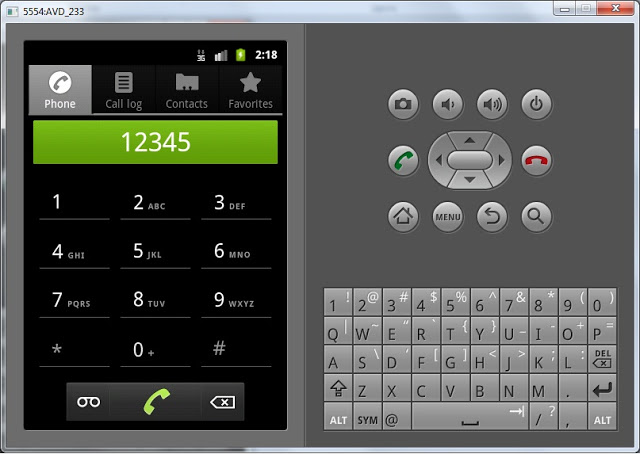 5554:AVD_233
3G 2:18
Phone Call log Contacts Favorites
12345
1 2 ABC 3 DEF
4 GHI 5 JKL 6 MNO
7 PQRS 8 TUV 9 WXYZ
* 0 + #
MENU
1 ! 2 @ 3 # 4 $ 5 % 6 ^ 7 & 8 * 9 ( 0 )
Q | W ~ E " R ` T { Y } U _ I - O + P =
A S \ D ' F [ G ] H < J > K ; L : DEL
Z X C V B N M .
ALT SYM @ / ? , ALT